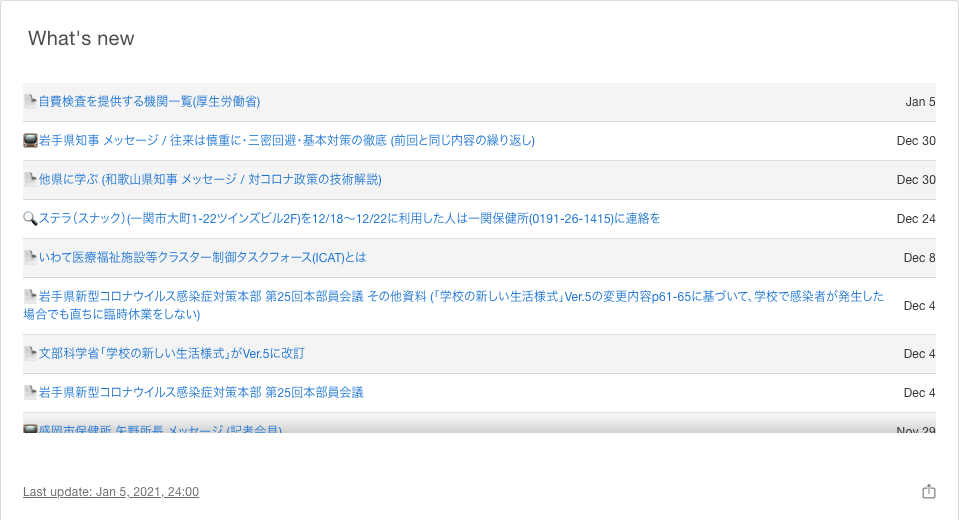 What's new
自費検査を提供する機関一覧(厚生労働省) Jan 5
岩手県知事 メッセージ / 往来は慎重に・三密回避・基本対策の徹底 (前回と同じ内容の繰り返し) Dec 30
他県に学ぶ (和歌山県知事 メッセージ / 対コロナ政策の技術解説) Dec 30
ステラ（スナック）(一関市大町1-22ツインズビル2F)を12/18〜12/22に利用した人は一関保健所(0191-26-1415)に連絡を Dec 24
いわて医療福祉施設等クラスター制御タスクフォース(ICAT)とは Dec 8
岩手県新型コロナウイルス感染症対策本部 第25回本部員会議 その他資料 (「学校の新しい生活様式」Ver.5の変更内容p61-65に基づいて、学校で感染者が発生した
場合でも直ちに臨時休業をしない) Dec 4
文部科学省「学校の新しい生活様式」がVer.5に改訂 Dec 4
岩手県新型コロナウイルス感染症対策本部 第25回本部員会議 Dec 4
盛岡市保健所 矢野所長 メッセージ (記者会見) Nov 29
Last update: Jan 5, 2021, 24:00